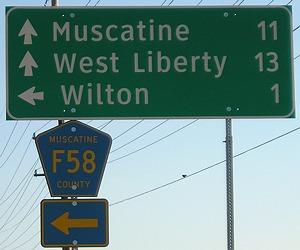 Muscatine 11
West Liberty 13
Wilton 1
MUSCATINE
F58
COUNTY